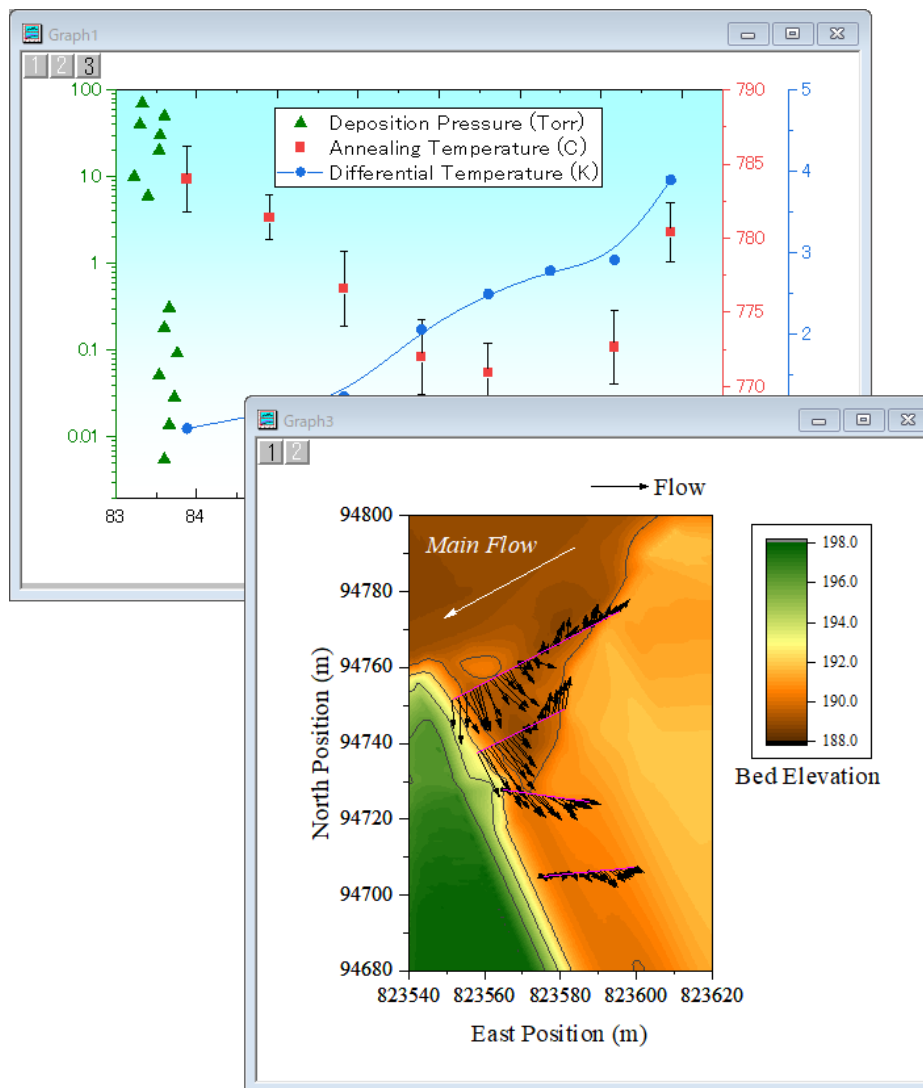 Graph1
1 2 3
Deposition Pressure (Torr)
Annealing Temperature (C)
Differential Temperature (K)
100
10
1
0.1
0.01
790
785
780
775
770
5
4
3
2
83
84
Graph3
1 2
Flow
Main Flow
94800
94780
94760
94740
94720
94700
94680
North Position (m)
823540 823560 823580 823600 823620
East Position (m)
198.0
196.0
194.0
192.0
190.0
188.0
Bed Elevation